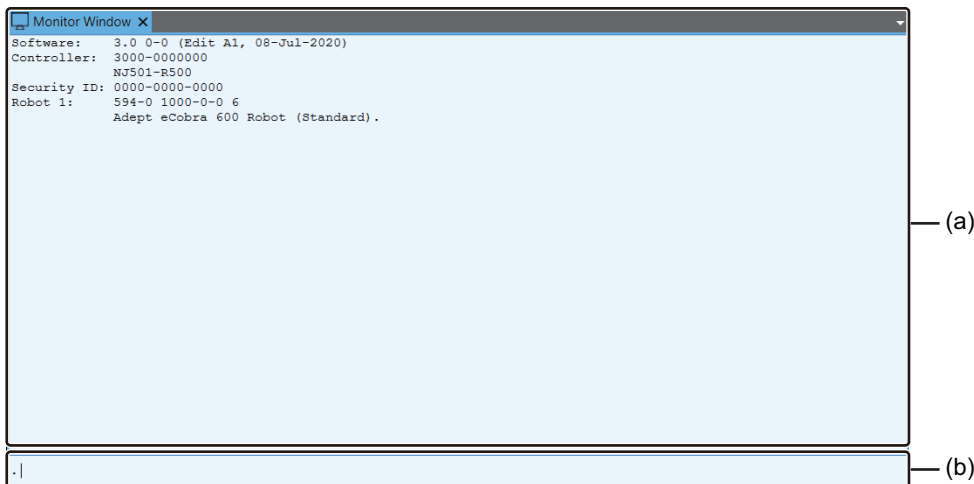 Monitor Window X
Software: 3.0 0-0 (Edit A1, 08-Jul-2020)
Controller: 3000-0000000
NJ501-R500
Security ID: 0000-0000-0000
Robot 1: 594-0 1000-0-0 6
Adept eCobra 600 Robot (Standard).
(a)
.
(b)